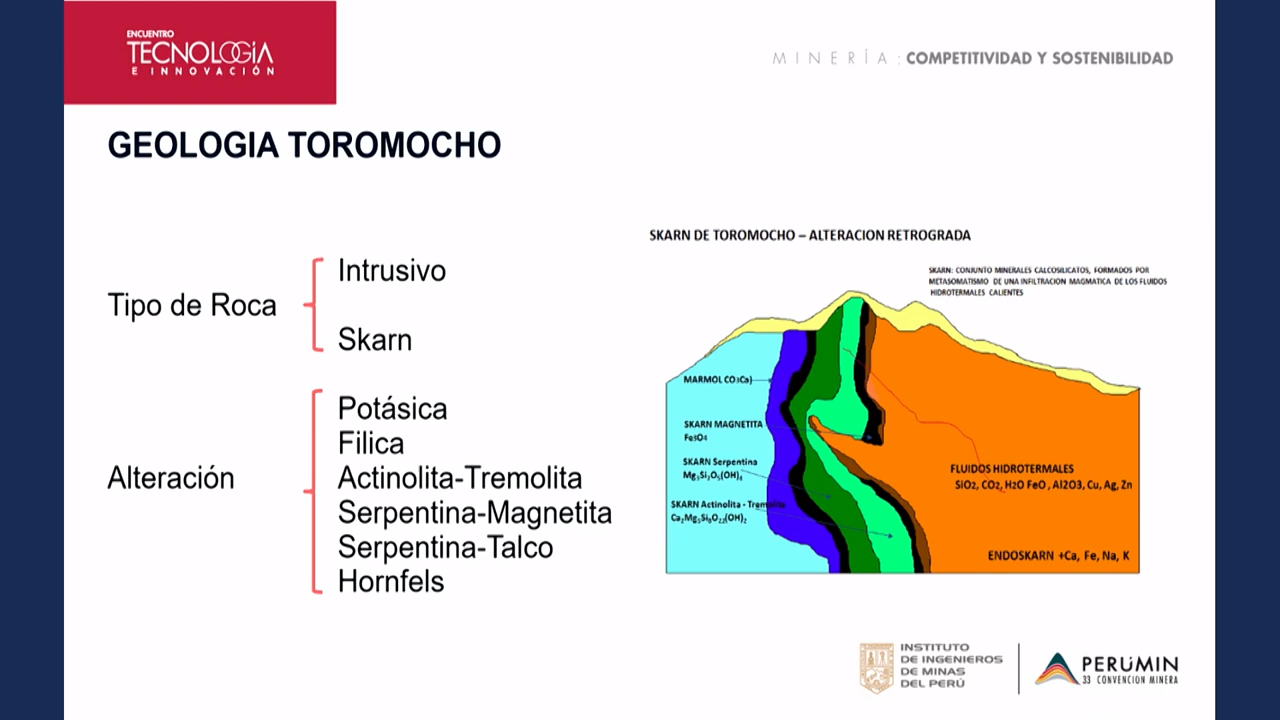 ENCUENTRO
TECNOLOGÍA
E INNOVACIÓN
MINERÍA: COMPETITIVIDAD Y SOSTENIBILIDAD
GEOLOGIA TOROMOCHO
Tipo de Roca
Intrusivo
Skarn
Alteración
Potásica
Filica
Actinolita-Tremolita
Serpentina-Magnetita
Serpentina-Talco
Hornfels
SKARN DE TOROMOCHO – ALTERACION RETROGRADA
SKARN: CONJUNTO MINERALES CALCOSILICATOS, FORMADOS POR
METASOMATISMO DE UNA INFILTRACION MAGMATICA DE LOS FLUIDOS
HIDROTERMALES CALIENTES
MARMOL CO3Ca)
SKARN MAGNETITA
Fe3O4
SKARN Serpentina
Mg3Si2O5(OH)4
SKARN Actinolita - Tremolita
Ca2Mg5Si8O22(OH)2
FLUIDOS HIDROTERMALES
SIO2, CO2, H2O FeO , Al2O3, Cu, Ag, Zn
ENDOSKARN +Ca, Fe, Na, K
INSTITUTO
DE INGENIEROS
DE MINAS
DEL PERÚ
PERÚMIN
33 CONVENCION MINERA